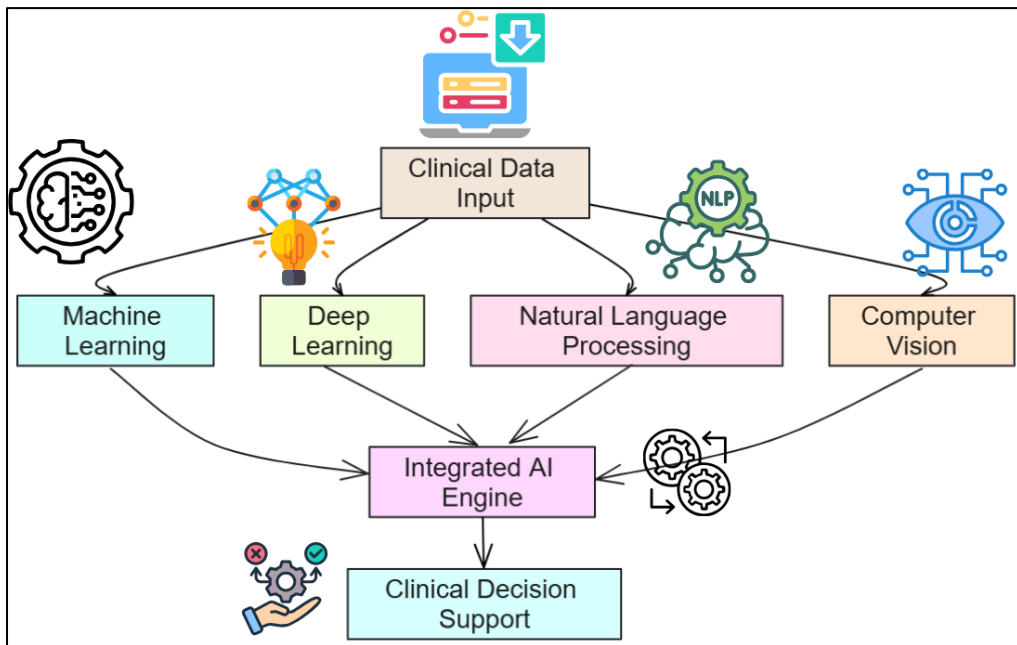 Clinical Data
Input
NLP
Machine
Learning
Deep
Learning
Natural Language
Processing
Computer
Vision
Integrated AI
Engine
Clinical Decision
Support